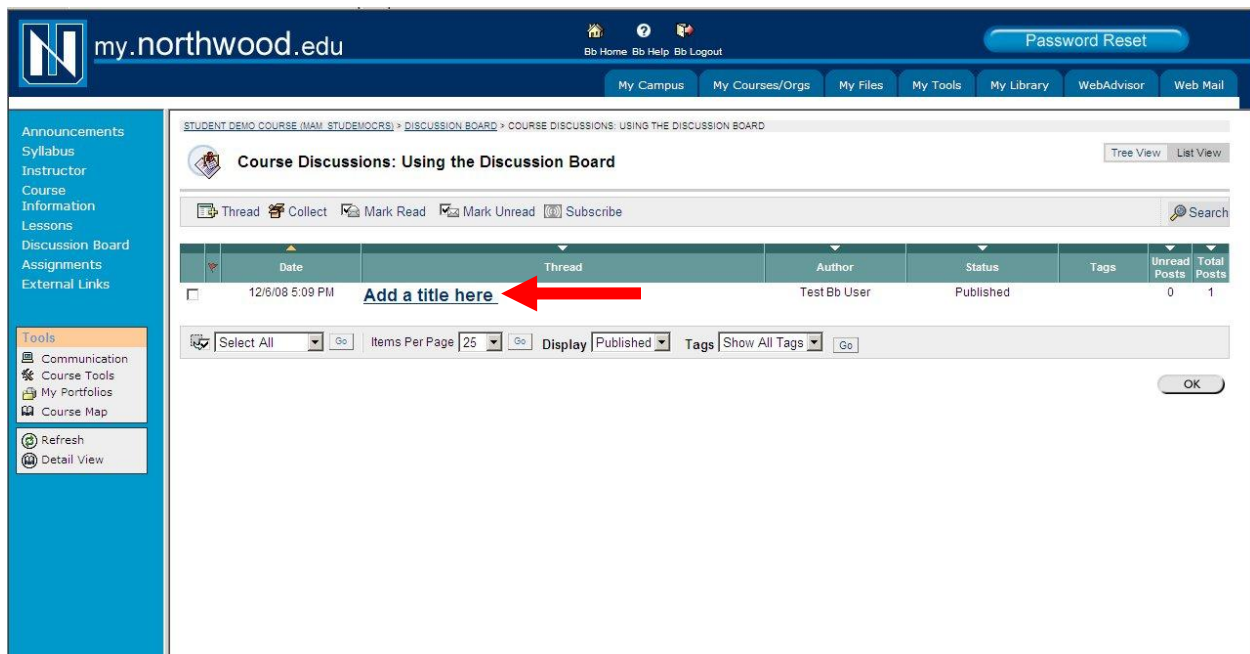 my.northwood.edu
Bb Home Bb Help Bb Logout
Password Reset
My Campus My Courses/Orgs My Files My Tools My Library WebAdvisor Web Mail
Announcements
Syllabus
Instructor
Course
Information
Lessons
Discussion Board
Assignments
External Links
Tools
Communication
Course Tools
My Portfolios
Course Map
Refresh
Detail View
STUDENT DEMO COURSE (MAM_STUDEMOCRS) > DISCUSSION BOARD > COURSE DISCUSSIONS: USING THE DISCUSSION BOARD
Course Discussions: Using the Discussion Board
Tree View List View
Thread Collect Mark Read Mark Unread Subscribe Search
Date Thread Author Status Tags Unread Posts Total Posts
12/6/08 5:09 PM Add a title here Test Bb User Published 0 1
Select All Go Items Per Page 25 Go Display Published Tags Show All Tags Go
OK